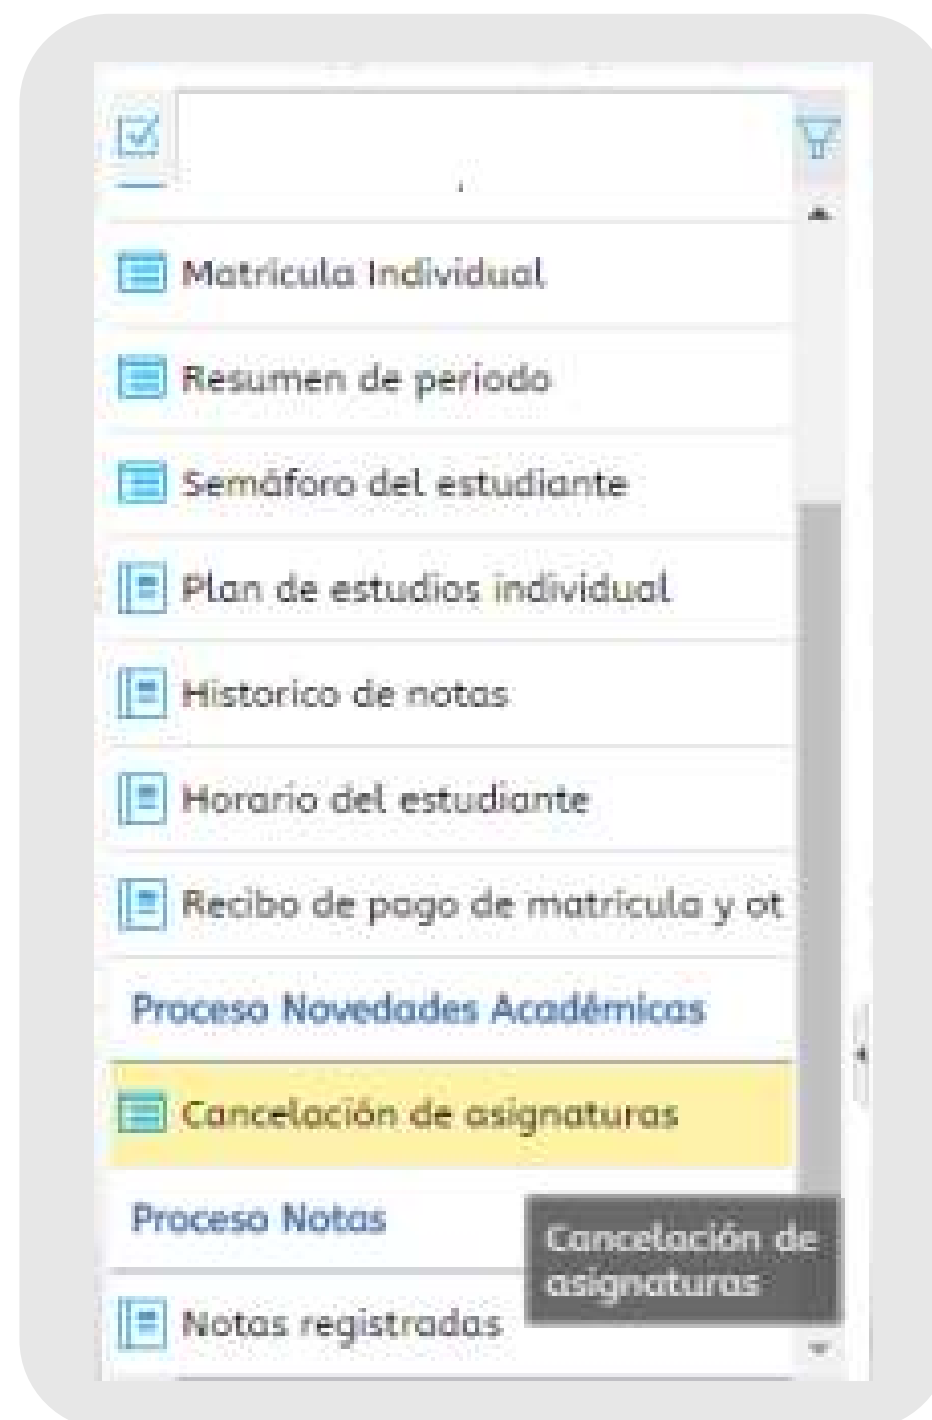 Matricula Individual
Resumen de periodo
Semáforo del estudiante
Plan de estudios individual
Historico de notas
Horario del estudiante
Recibo de pago de matricula y ot
Proceso Novedades Académicas
Cancelación de asignaturas
Proceso Notas
Cancelación de
asignaturas
Notas registradas